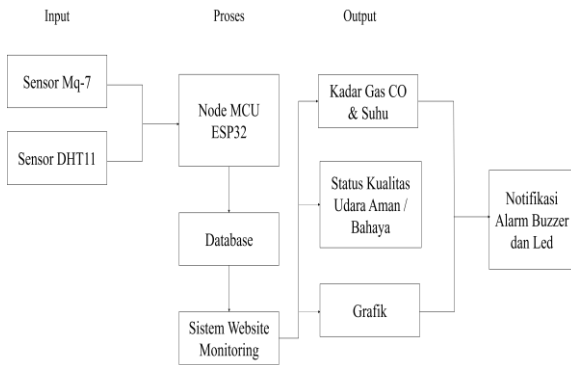 Input
Proses
Output
Sensor Mq-7
Sensor DHT11
Node MCU
ESP32
Database
Sistem Website
Monitoring
Kadar Gas CO
& Suhu
Status Kualitas
Udara Aman /
Bahaya
Grafik
Notifikasi
Alarm Buzzer
dan Led